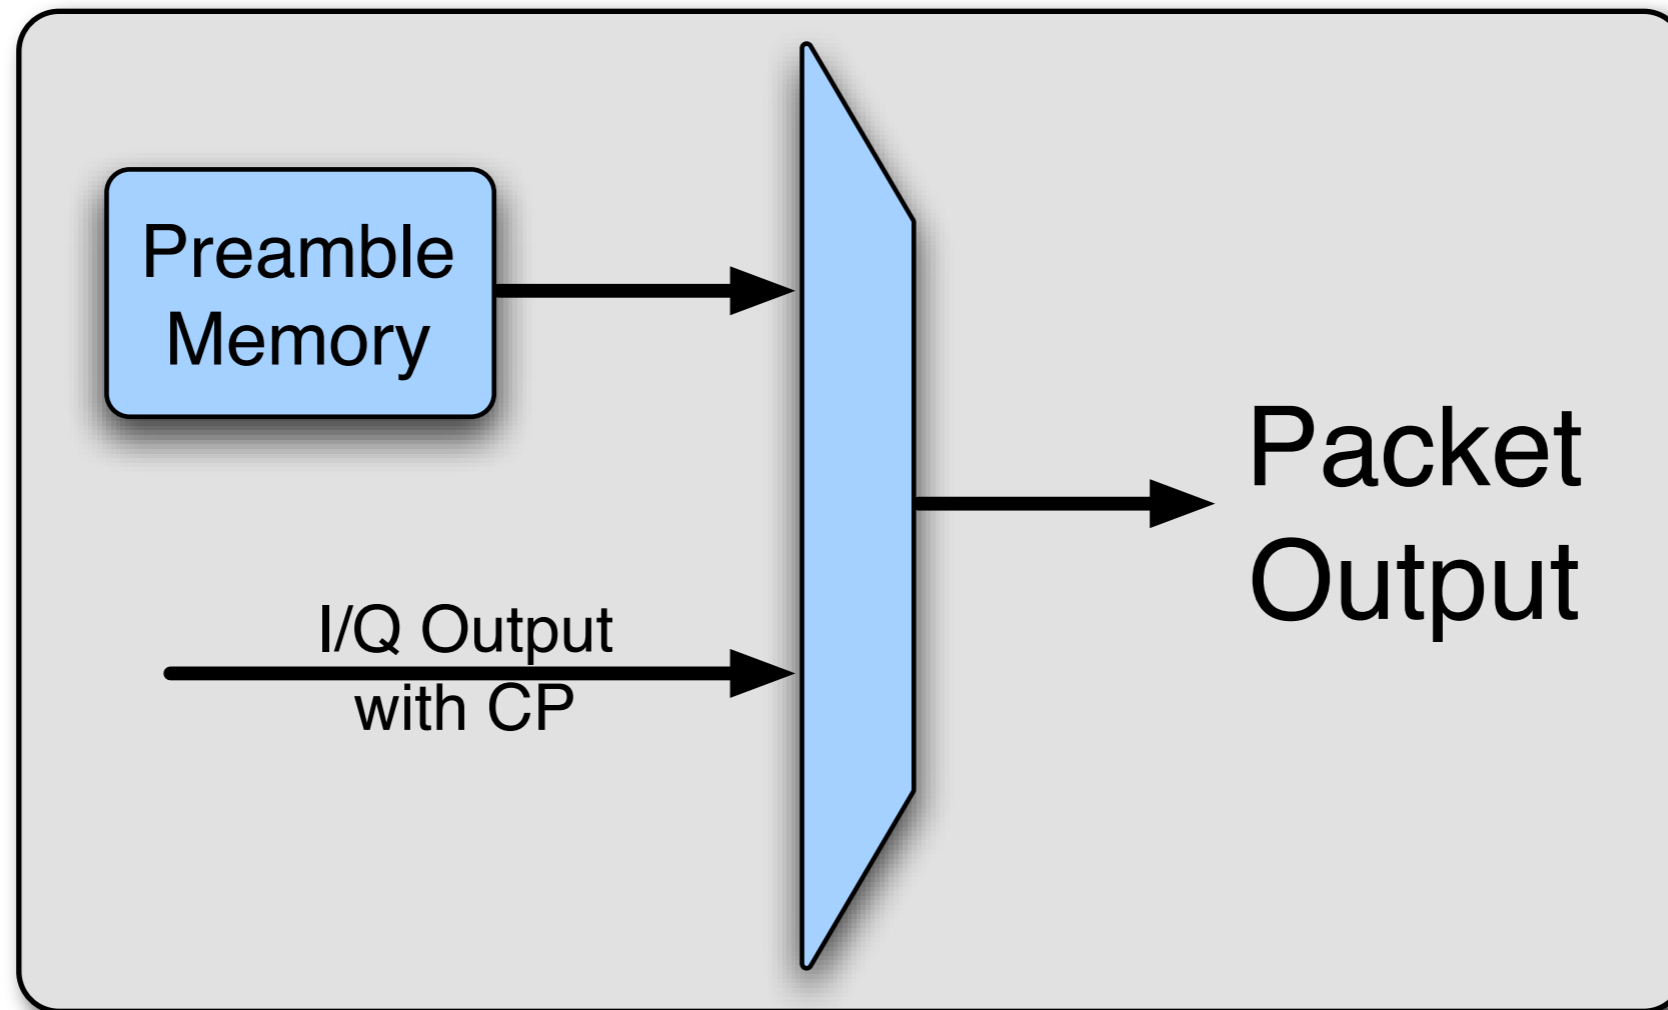 Preamble
Memory
I/Q Output
with CP
Packet
Output